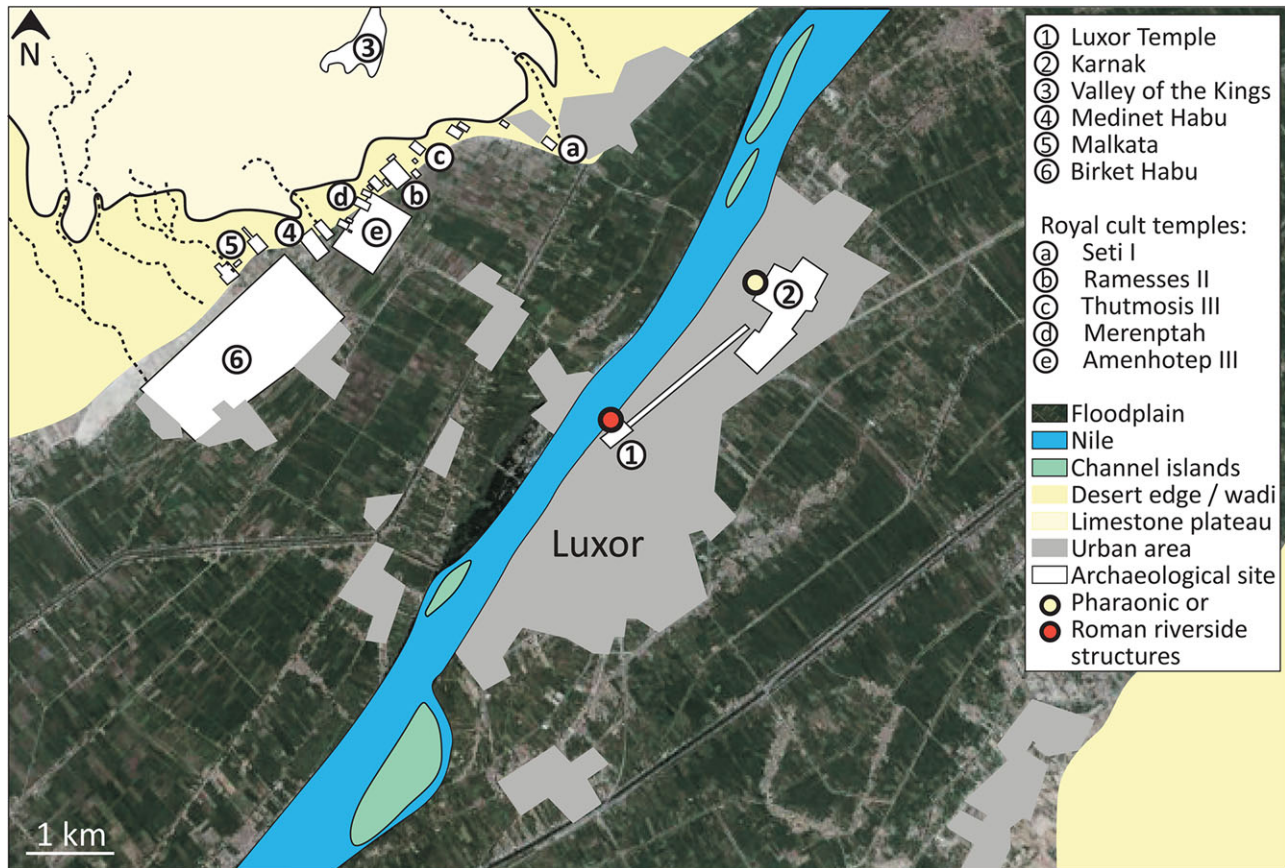 N
3
c
a
d
b
4
e
5
6
2
1
Luxor
1 km
1 Luxor Temple
2 Karnak
3 Valley of the Kings
4 Medinet Habu
5 Malkata
6 Birket Habu
Royal cult temples:
a Seti I
b Ramesses II
c Thutmosis III
d Merenptah
e Amenhotep III
Floodplain
Nile
Channel islands
Desert edge / wadi
Limestone plateau
Urban area
Archaeological site
Pharaonic or
Roman riverside
structures